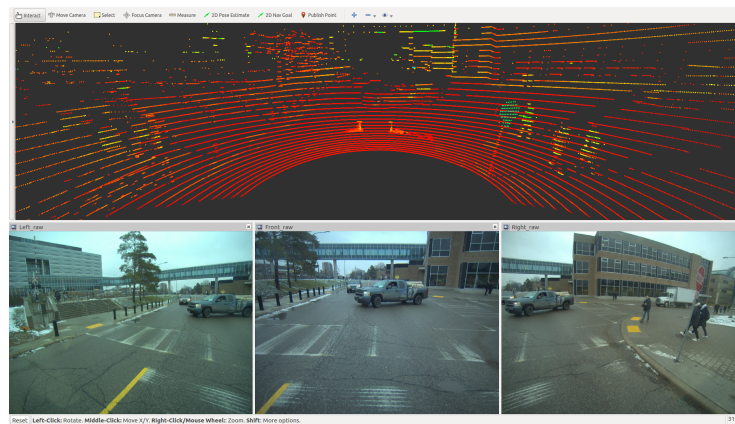 Interact Move Camera Select Focus Camera Measure 2D Pose Estimate 2D Nav Goal Publish Point
Left_raw Front_raw Right_raw
Reset Left-Click: Rotate. Middle-Click: Move X/Y. Right-Click/Mouse Wheel: Zoom. Shift: More options. 31